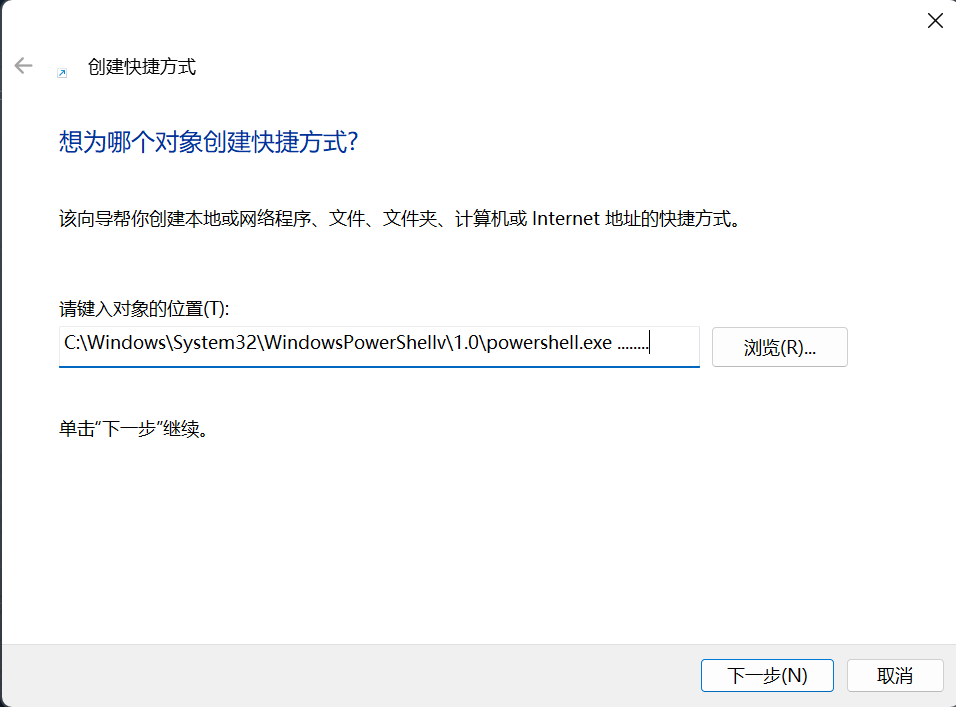 创建快捷方式
想为哪个对象创建快捷方式?
该向导帮你创建本地或网络程序、文件、文件夹、计算机或 Internet 地址的快捷方式。
请键入对象的位置(T):
C:\Windows\System32\WindowsPowerShellv\1.0\powershell.exe ........
浏览(R)...
单击“下一步”继续。
下一步(N)
取消